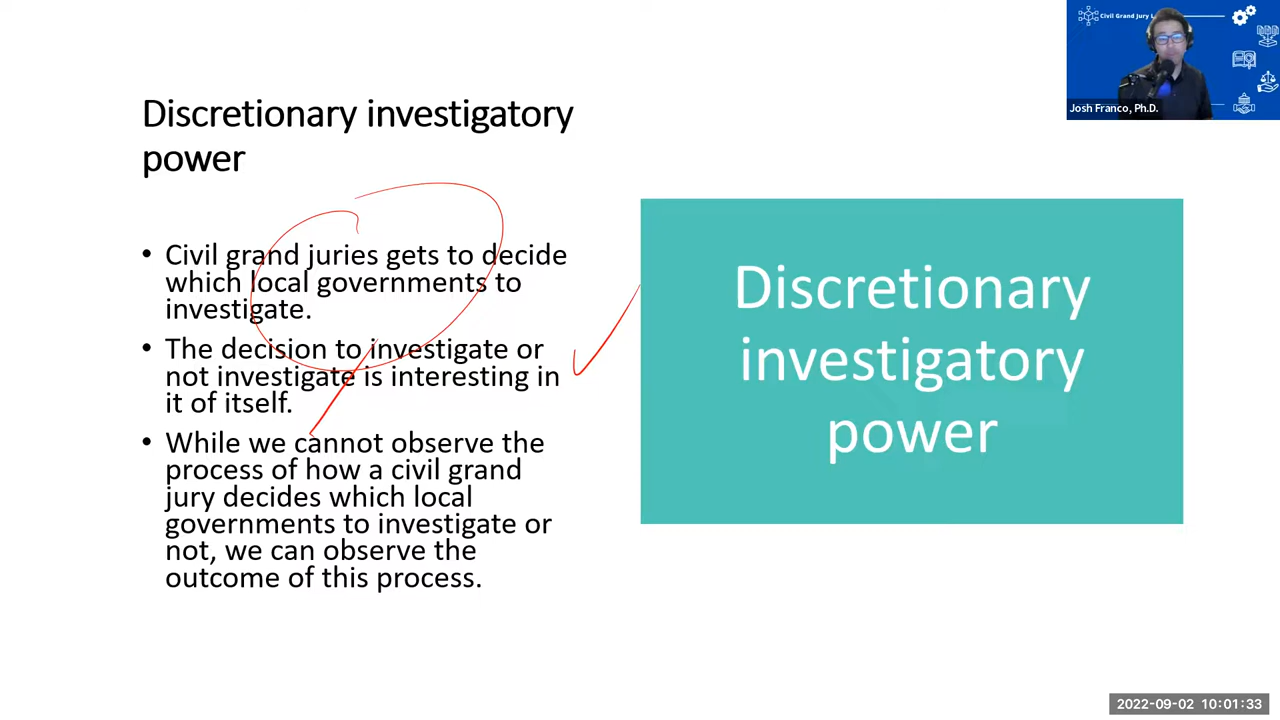 Discretionary investigatory
power
• Civil grand juries gets to decide
which local governments to
investigate.
• The decision to investigate or
not investigate is interesting in
it of itself.
• While we cannot observe the
process of how a civil grand
jury decides which local
governments to investigate or
not, we can observe the
outcome of this process.
Discretionary
investigatory
power
Civil Grand Jury
Josh Franco, Ph.D.
2022-09-02 10:01:33